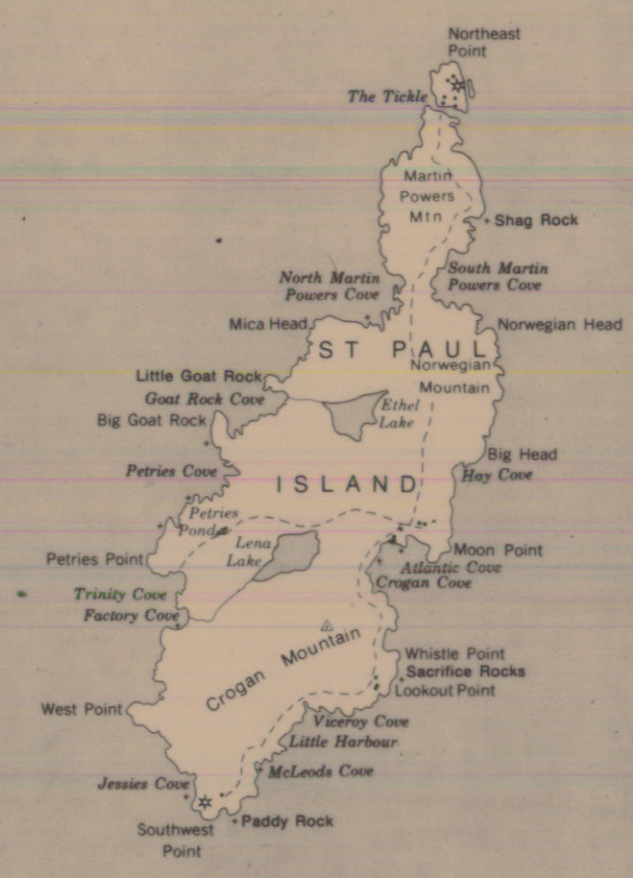 Northeast
Point
The Tickle
Martin
Powers
Mtn
Shag Rock
South Martin
Powers Cove
North Martin
Powers Cove
Mica Head
Norwegian Head
ST PAUL
Norwegian
Mountain
Little Goat Rock
Goat Rock Cove
Ethel
Lake
Big Goat Rock
Big Head
Petries Cove
Hay Cove
ISLAND
Petries
Ponds
Lena
Lake
Petries Point
Moon Point
Atlantic Cove
Crogan Cove
Trinity Cove
Factory Cove
Crogan Mountain
Whistle Point
Sacrifice Rocks
Lookout Point
West Point
Viceroy Cove
Little Harbour
McLeods Cove
Jessies Cove
Paddy Rock
Southwest
Point